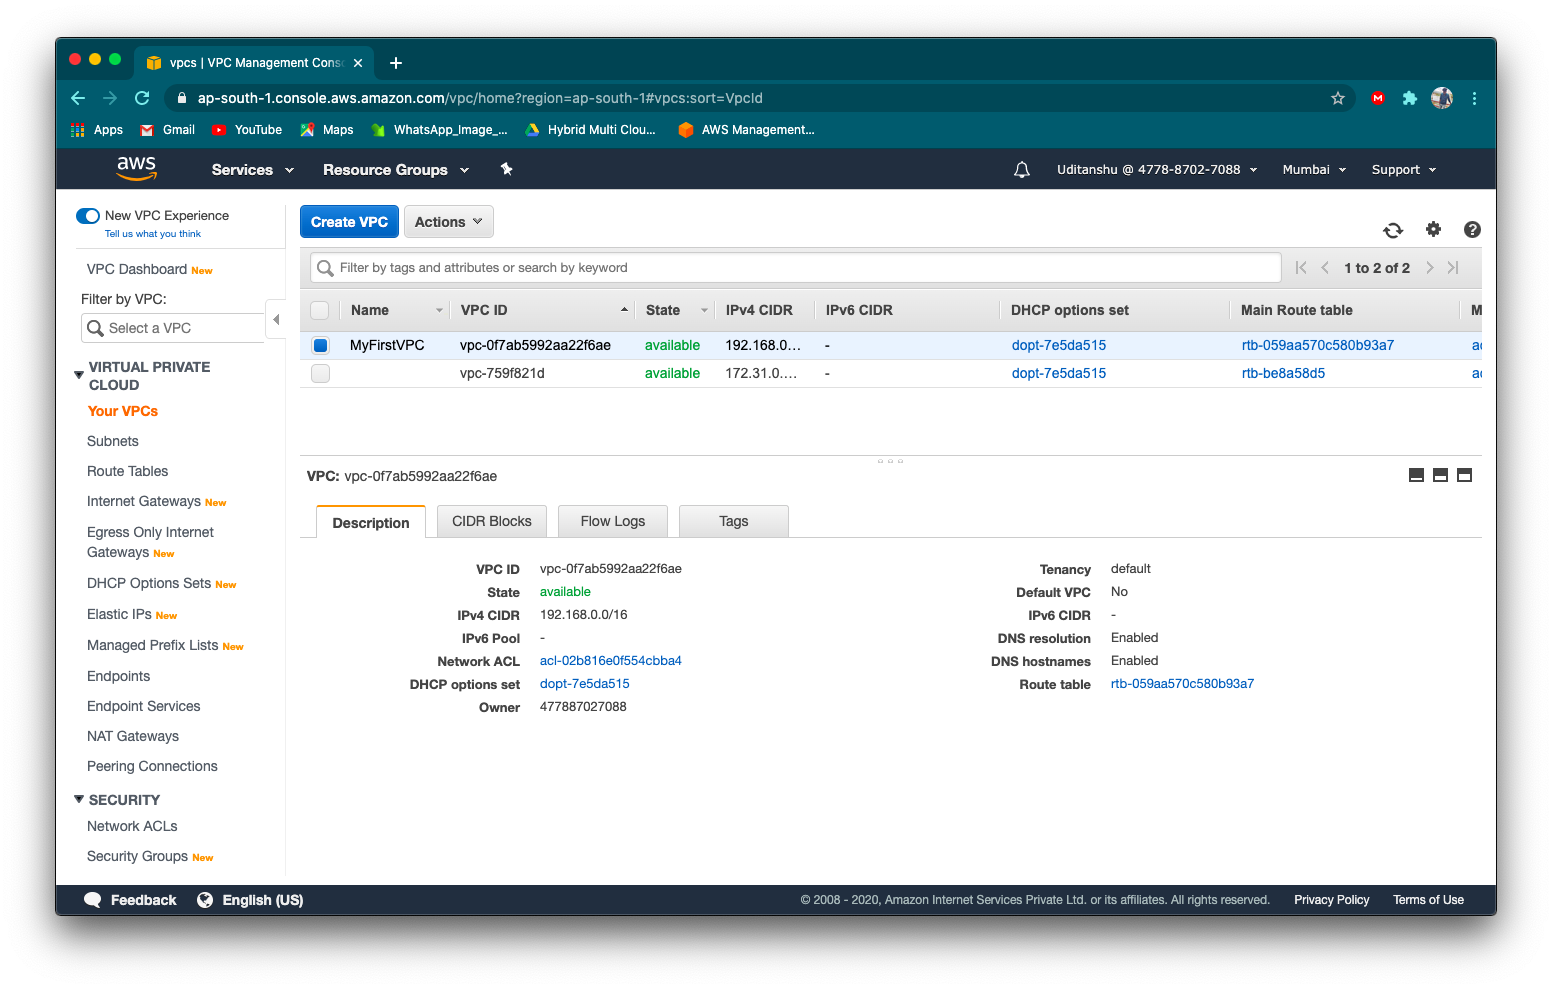 vpcs | VPC Management Cons
ap-south-1.console.aws.amazon.com/vpc/home?region=ap-south-1#vpcs:sort=VpcId
Apps Gmail YouTube Maps WhatsApp_Image_... Hybrid Multi Clou... AWS Management...
aws Services Resource Groups Uditanshu @ 4778-8702-7088 Mumbai Support
New VPC Experience
Tell us what you think
VPC Dashboard New
Filter by VPC:
Select a VPC
VIRTUAL PRIVATE
CLOUD
Your VPCs
Subnets
Route Tables
Internet Gateways New
Egress Only Internet
Gateways New
DHCP Options Sets New
Elastic IPs New
Managed Prefix Lists New
Endpoints
Endpoint Services
NAT Gateways
Peering Connections
SECURITY
Network ACLs
Security Groups New
Create VPC Actions
Filter by tags and attributes or search by keyword 1 to 2 of 2
Name VPC ID State IPv4 CIDR IPv6 CIDR DHCP options set Main Route table M
MyFirstVPC vpc-0f7ab5992aa22f6ae available 192.168.0... - dopt-7e5da515 rtb-059aa570c580b93a7 ac
vpc-759f821d available 172.31.0.... - dopt-7e5da515 rtb-be8a58d5 ac
VPC: vpc-0f7ab5992aa22f6ae
Description CIDR Blocks Flow Logs Tags
VPC ID vpc-0f7ab5992aa22f6ae Tenancy default
State available Default VPC No
IPv4 CIDR 192.168.0.0/16 IPv6 CIDR -
IPv6 Pool - DNS resolution Enabled
Network ACL acl-02b816e0f554cbba4 DNS hostnames Enabled
DHCP options set dopt-7e5da515 Route table rtb-059aa570c580b93a7
Owner 477887027088
Feedback English (US) © 2008 - 2020, Amazon Internet Services Private Ltd. or its affiliates. All rights reserved. Privacy Policy Terms of Use